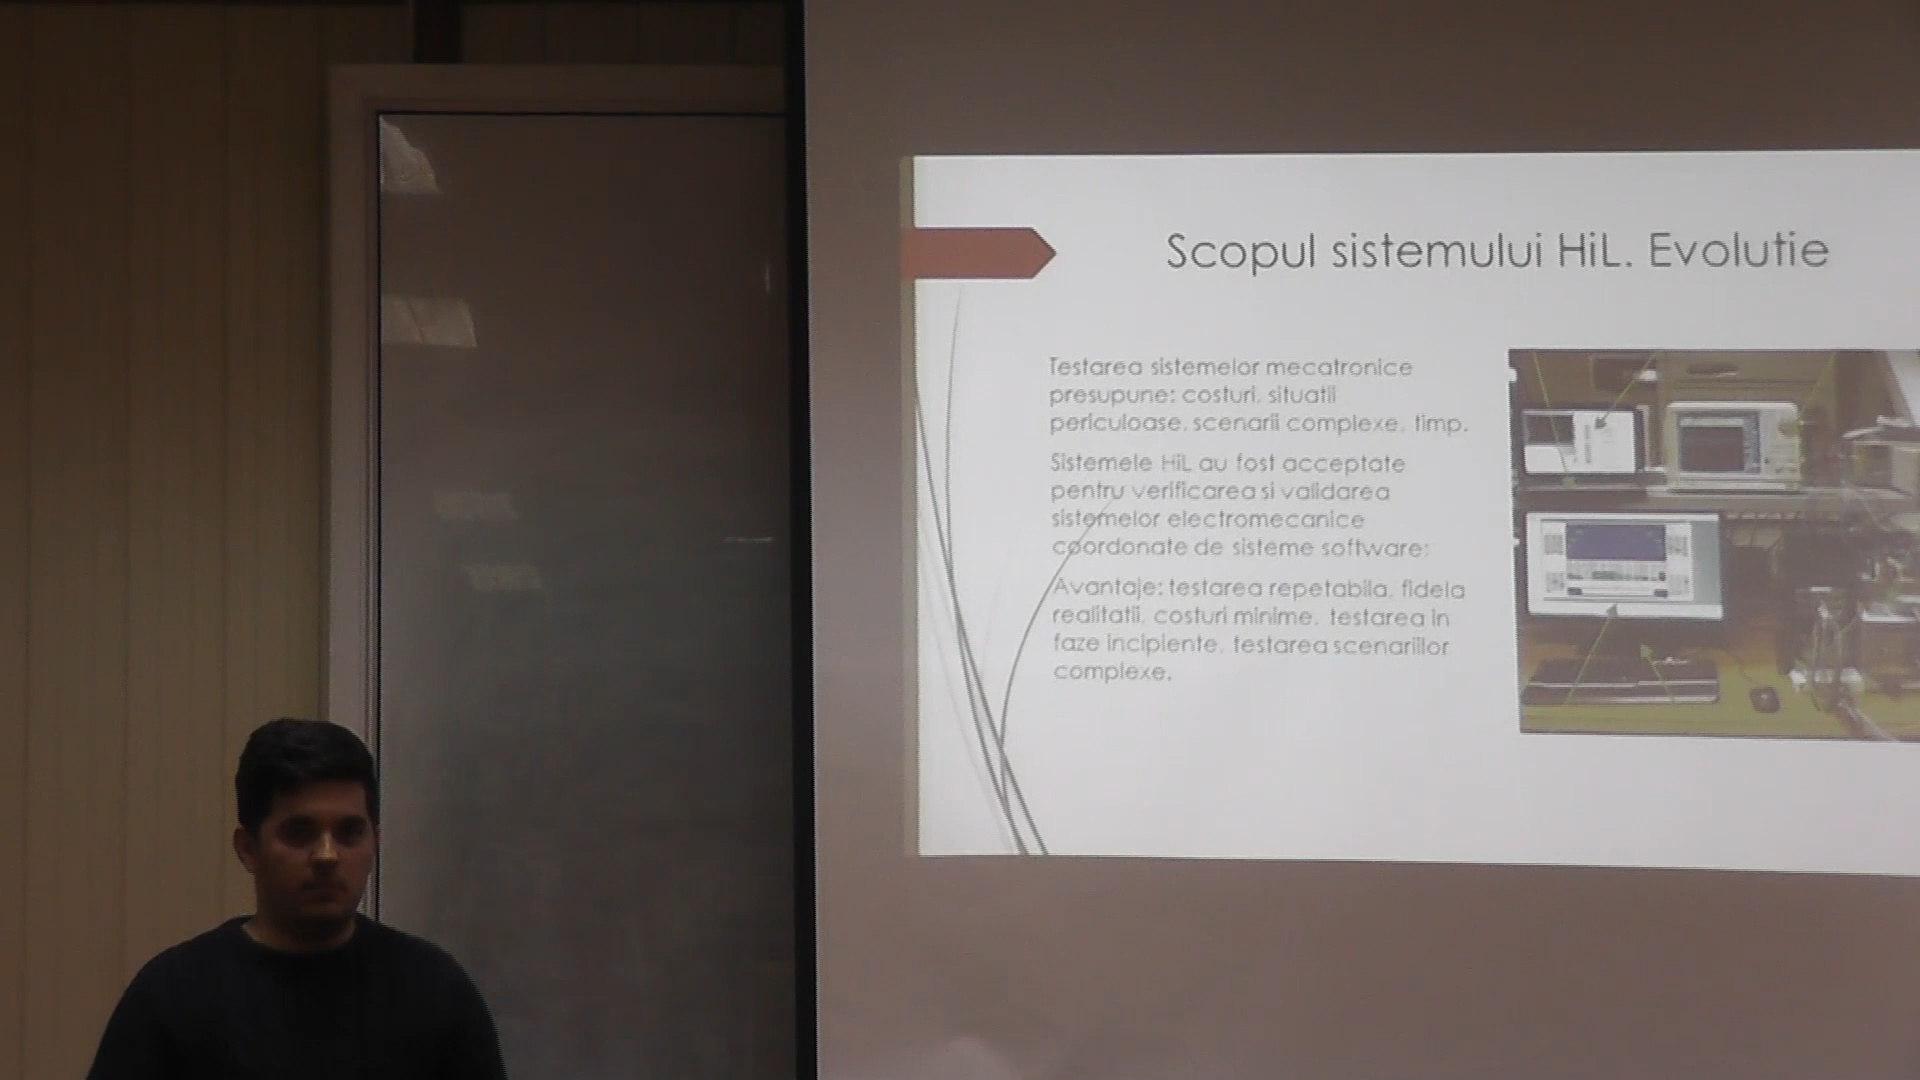 Scopul sistemului HiL. Evolutie
Testarea sistemelor mecatronice
presupune: costuri, situatii
periculoase, scenarii complexe, timp.
Sistemele HiL au fost acceptate
pentru verificarea si validarea
sistemelor electromecanice
coordonate de sisteme software;
Avantaje: testarea repetabila, fidela
realitatii, costuri minime, testarea in
faze incipiente, testarea scenariilor
complexe.